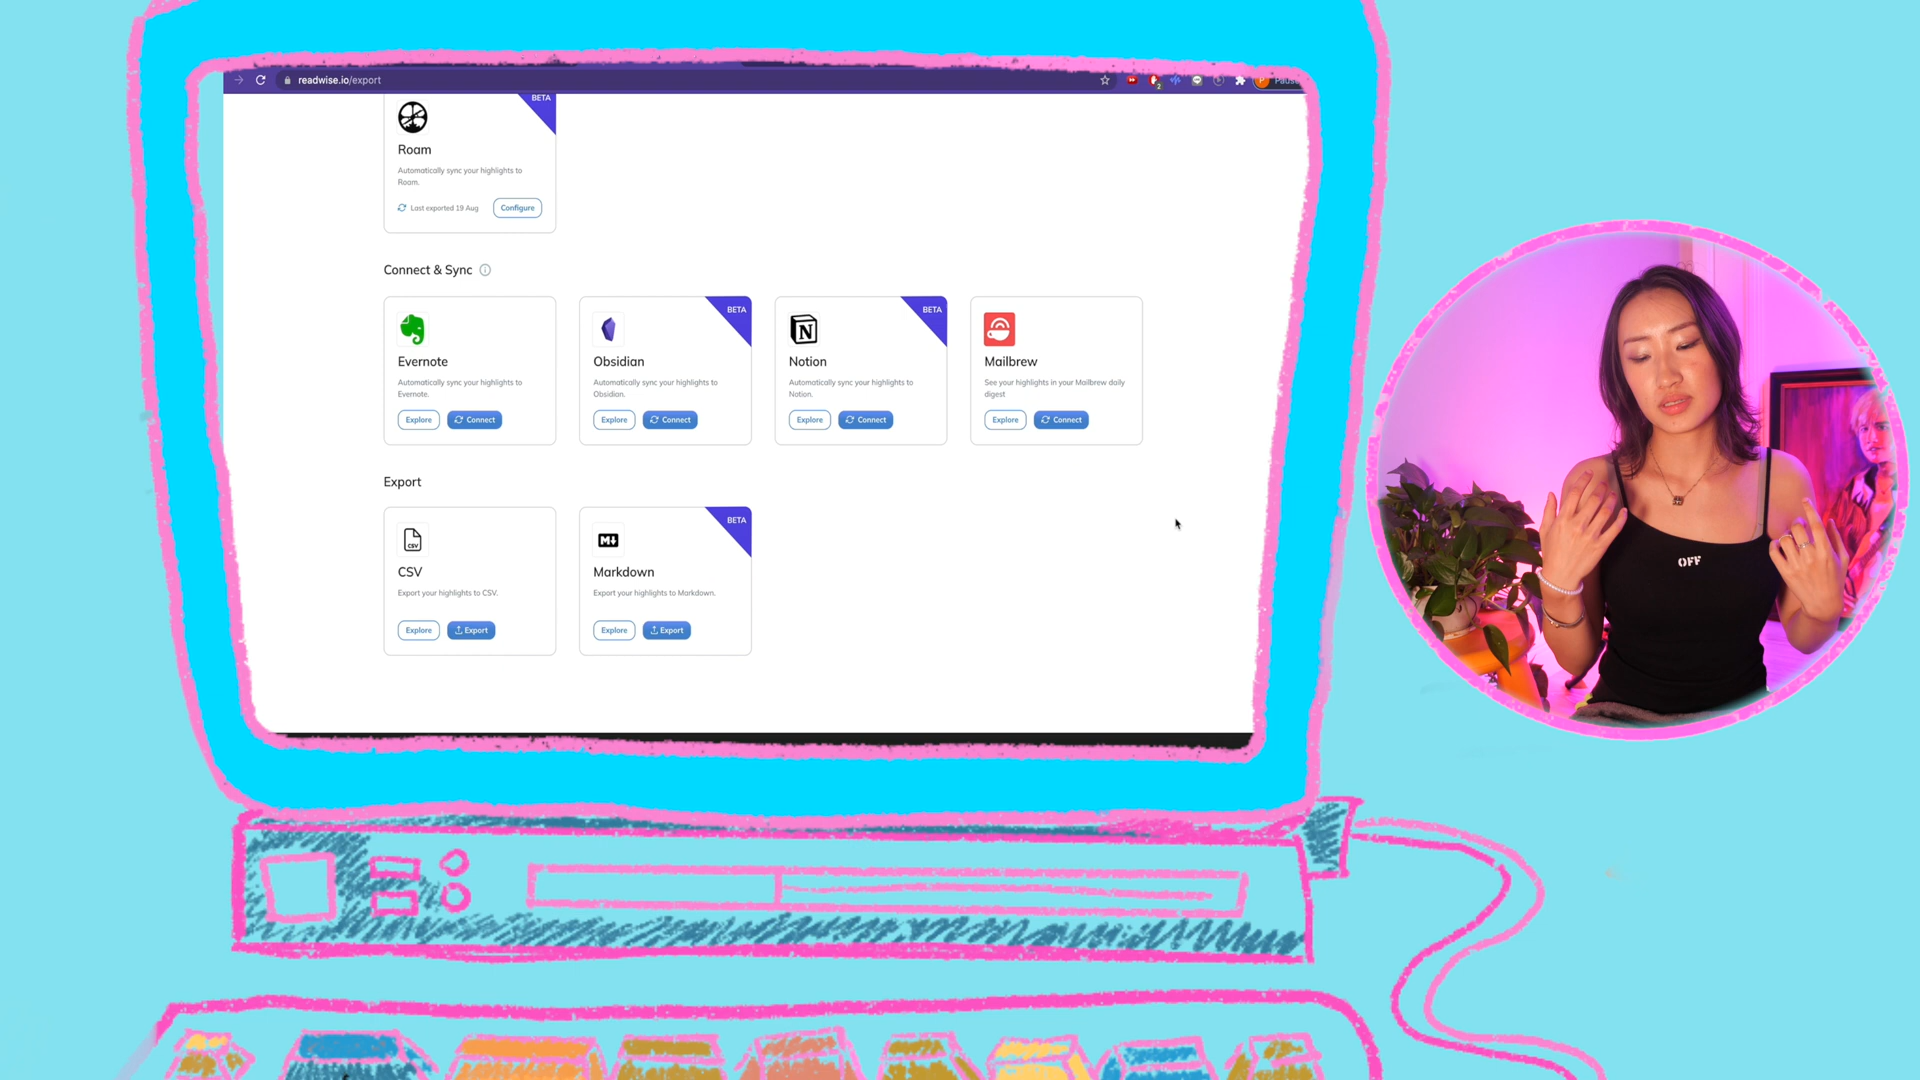 readwise.io/export
2
BETA
Roam
Automatically sync your highlights to
Roam.
Last exported 19 Aug
Configure
Connect & Sync
Evernote
Automatically sync your highlights to
Evernote.
Explore
Connect
BETA
Obsidian
Automatically sync your highlights to
Obsidian.
Explore
Connect
BETA
N
Notion
Automatically sync your highlights to
Notion.
Explore
Connect
Mailbrew
See your highlights in your Mailbrew daily
digest
Explore
Connect
Export
CSV
CSV
Export your highlights to CSV.
Explore
Export
BETA
M
Markdown
Export your highlights to Markdown.
Explore
Export
OFF